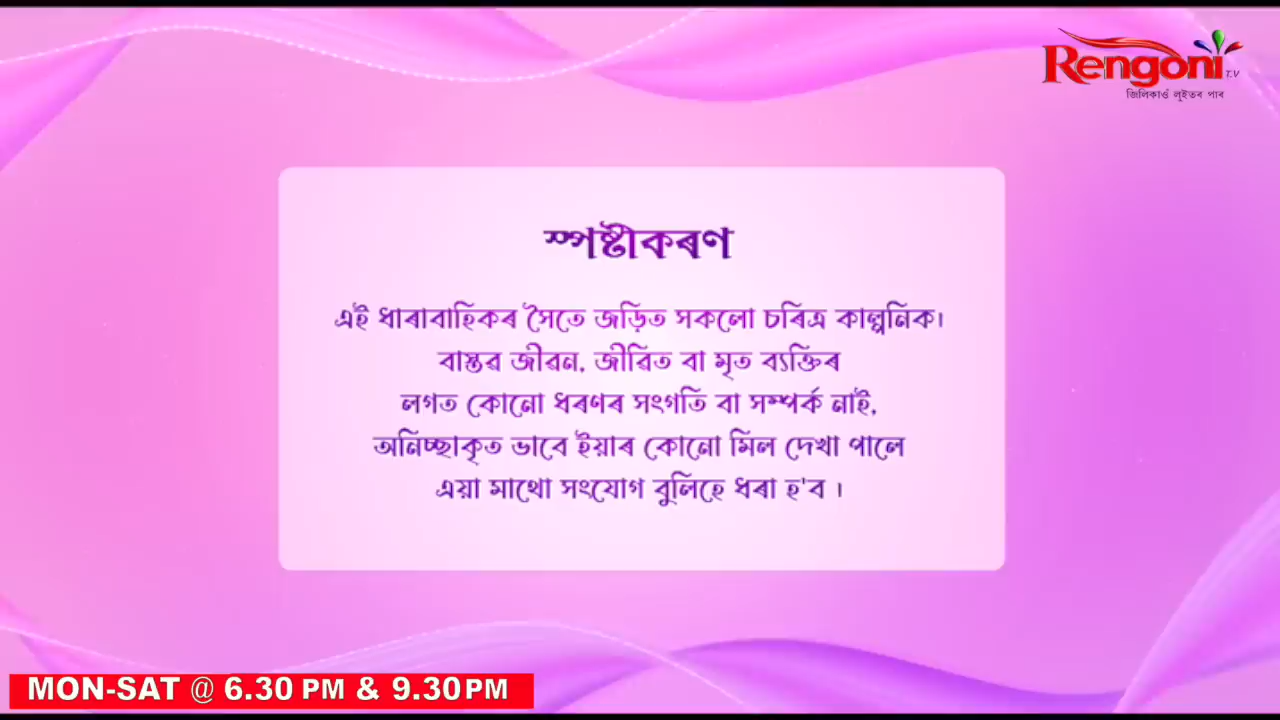 Rengoni T.V
জিলিকাওঁ লুইতৰ পাৰ
স্পষ্টীকৰণ
এই ধাৰাবাহিকৰ সৈতে জড়িত সকলো চৰিত্ৰ কাল্পনিক।
বাস্তৱ জীৱন, জীৱিত বা মৃত ব্যক্তিৰ
লগত কোনো ধৰণৰ সংগতি বা সম্পৰ্ক নাই,
অনিচ্ছাকৃত ভাবে ইয়াৰ কোনো মিল দেখা পালে
এয়া মাথো সংযোগ বুলিহে ধৰা হ'ব ।
MON-SAT @ 6.30 PM & 9.30PM